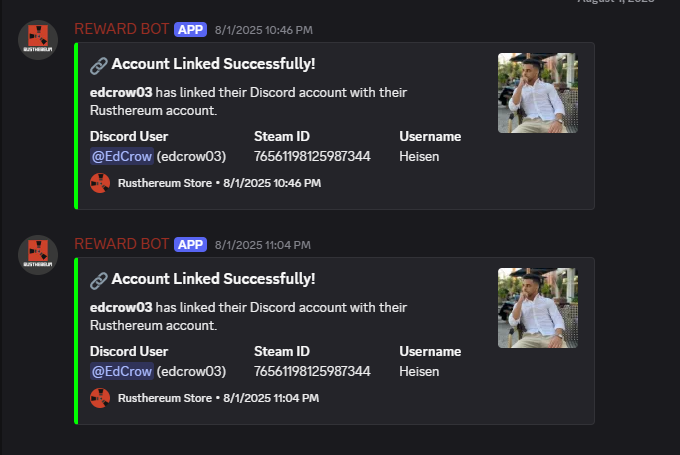 REWARD BOT APP 8/1/2025 10:46 PM
RUSTHEREUM
Account Linked Successfully!
edcrow03 has linked their Discord account with their
Rusthereum account.
Discord User Steam ID Username
@EdCrow (edcrow03) 76561198125987344 Heisen
Rusthereum Store • 8/1/2025 10:46 PM
REWARD BOT APP 8/1/2025 11:04 PM
RUSTHEREUM
Account Linked Successfully!
edcrow03 has linked their Discord account with their
Rusthereum account.
Discord User Steam ID Username
@EdCrow (edcrow03) 76561198125987344 Heisen
Rusthereum Store • 8/1/2025 11:04 PM